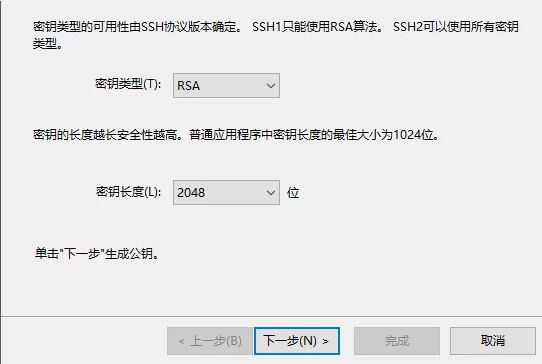 密钥类型的可用性由SSH协议版本确定。 SSH1只能使用RSA算法。 SSH2可以使用所有密钥
类型。
密钥类型(T): RSA
密钥的长度越长安全性越高。普通应用程序中密钥长度的最佳大小为1024位。
密钥长度(L): 2048 位
单击"下一步"生成公钥。
< 上一步(B) 下一步(N) > 完成 取消